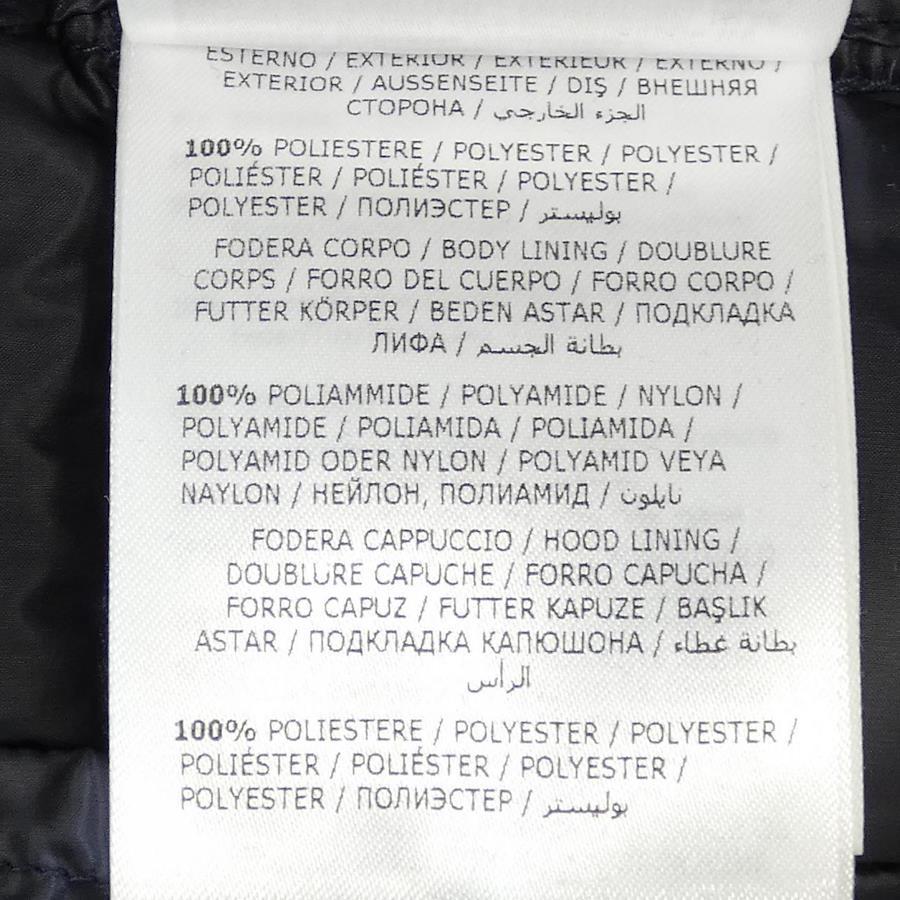 ESTERNO / EXTERIOR / EXTÉRIEUR / EXTERNO /
EXTERIOR / AUSSENSEITE / DIŞ / ВНЕШНЯЯ
СТОРОНА / الجزء الخارجي
100% POLIESTERE / POLYESTER / POLYESTER /
POLIÉSTER / POLIÉSTER / POLYESTER /
POLYESTER / ПОЛИЭСТЕР / بوليستر
FODERA CORPO / BODY LINING / DOUBLURE
CORPS / FORRO DEL CUERPO / FORRO CORPO /
FUTTER KÖRPER / BEDEN ASTAR / ПОДКЛАДКА
ЛИФА / بطانة الجسم
100% POLIAMMIDE / POLYAMIDE / NYLON /
POLYAMIDE / POLIAMIDA / POLIAMIDA /
POLYAMID ODER NYLON / POLYAMID VEYA
NAYLON / НЕЙЛОН, ПОЛИАМИД / نايلون
FODERA CAPPUCCIO / HOOD LINING /
DOUBLURE CAPUCHE / FORRO CAPUCHA /
FORRO CAPUZ / FUTTER KAPUZE / BAŞLIK
ASTAR / ПОДКЛАДКА КАПЮШОНА / بطانة غطاء
الرأس
100% POLIESTERE / POLYESTER / POLYESTER /
POLIÉSTER / POLIÉSTER / POLYESTER /
POLYESTER / ПОЛИЭСТЕР / بوليستر